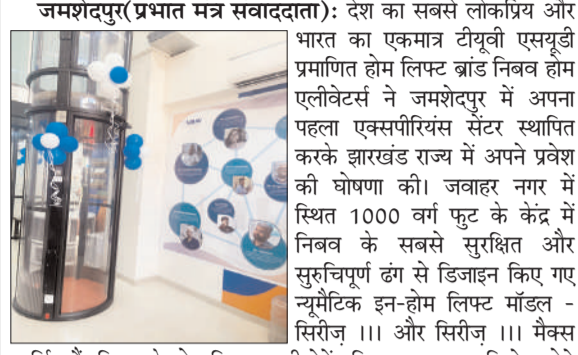 जमशेदपुर(प्रभात मत्र सवाददाता): देश का सबसे लोकप्रिय और
भारत का एकमात्र टीयूवी एसयूडी
प्रमाणित होम लिफ्ट ब्रांड निबव होम
एलीवेटर्स ने जमशेदपुर में अपना
पहला एक्सपीरियंस सेंटर स्थापित
करके झारखंड राज्य में अपने प्रवेश
की घोषणा की। जवाहर नगर में
स्थित 1000 वर्ग फुट के केंद्र में
निबव के सबसे सुरक्षित और
सुरुचिपूर्ण ढंग से डिजाइन किए गए
न्यूमैटिक इन-होम लिफ्ट मॉडल -
सिरीज़ ।।। और सिरीज़ ।।। मैक्स